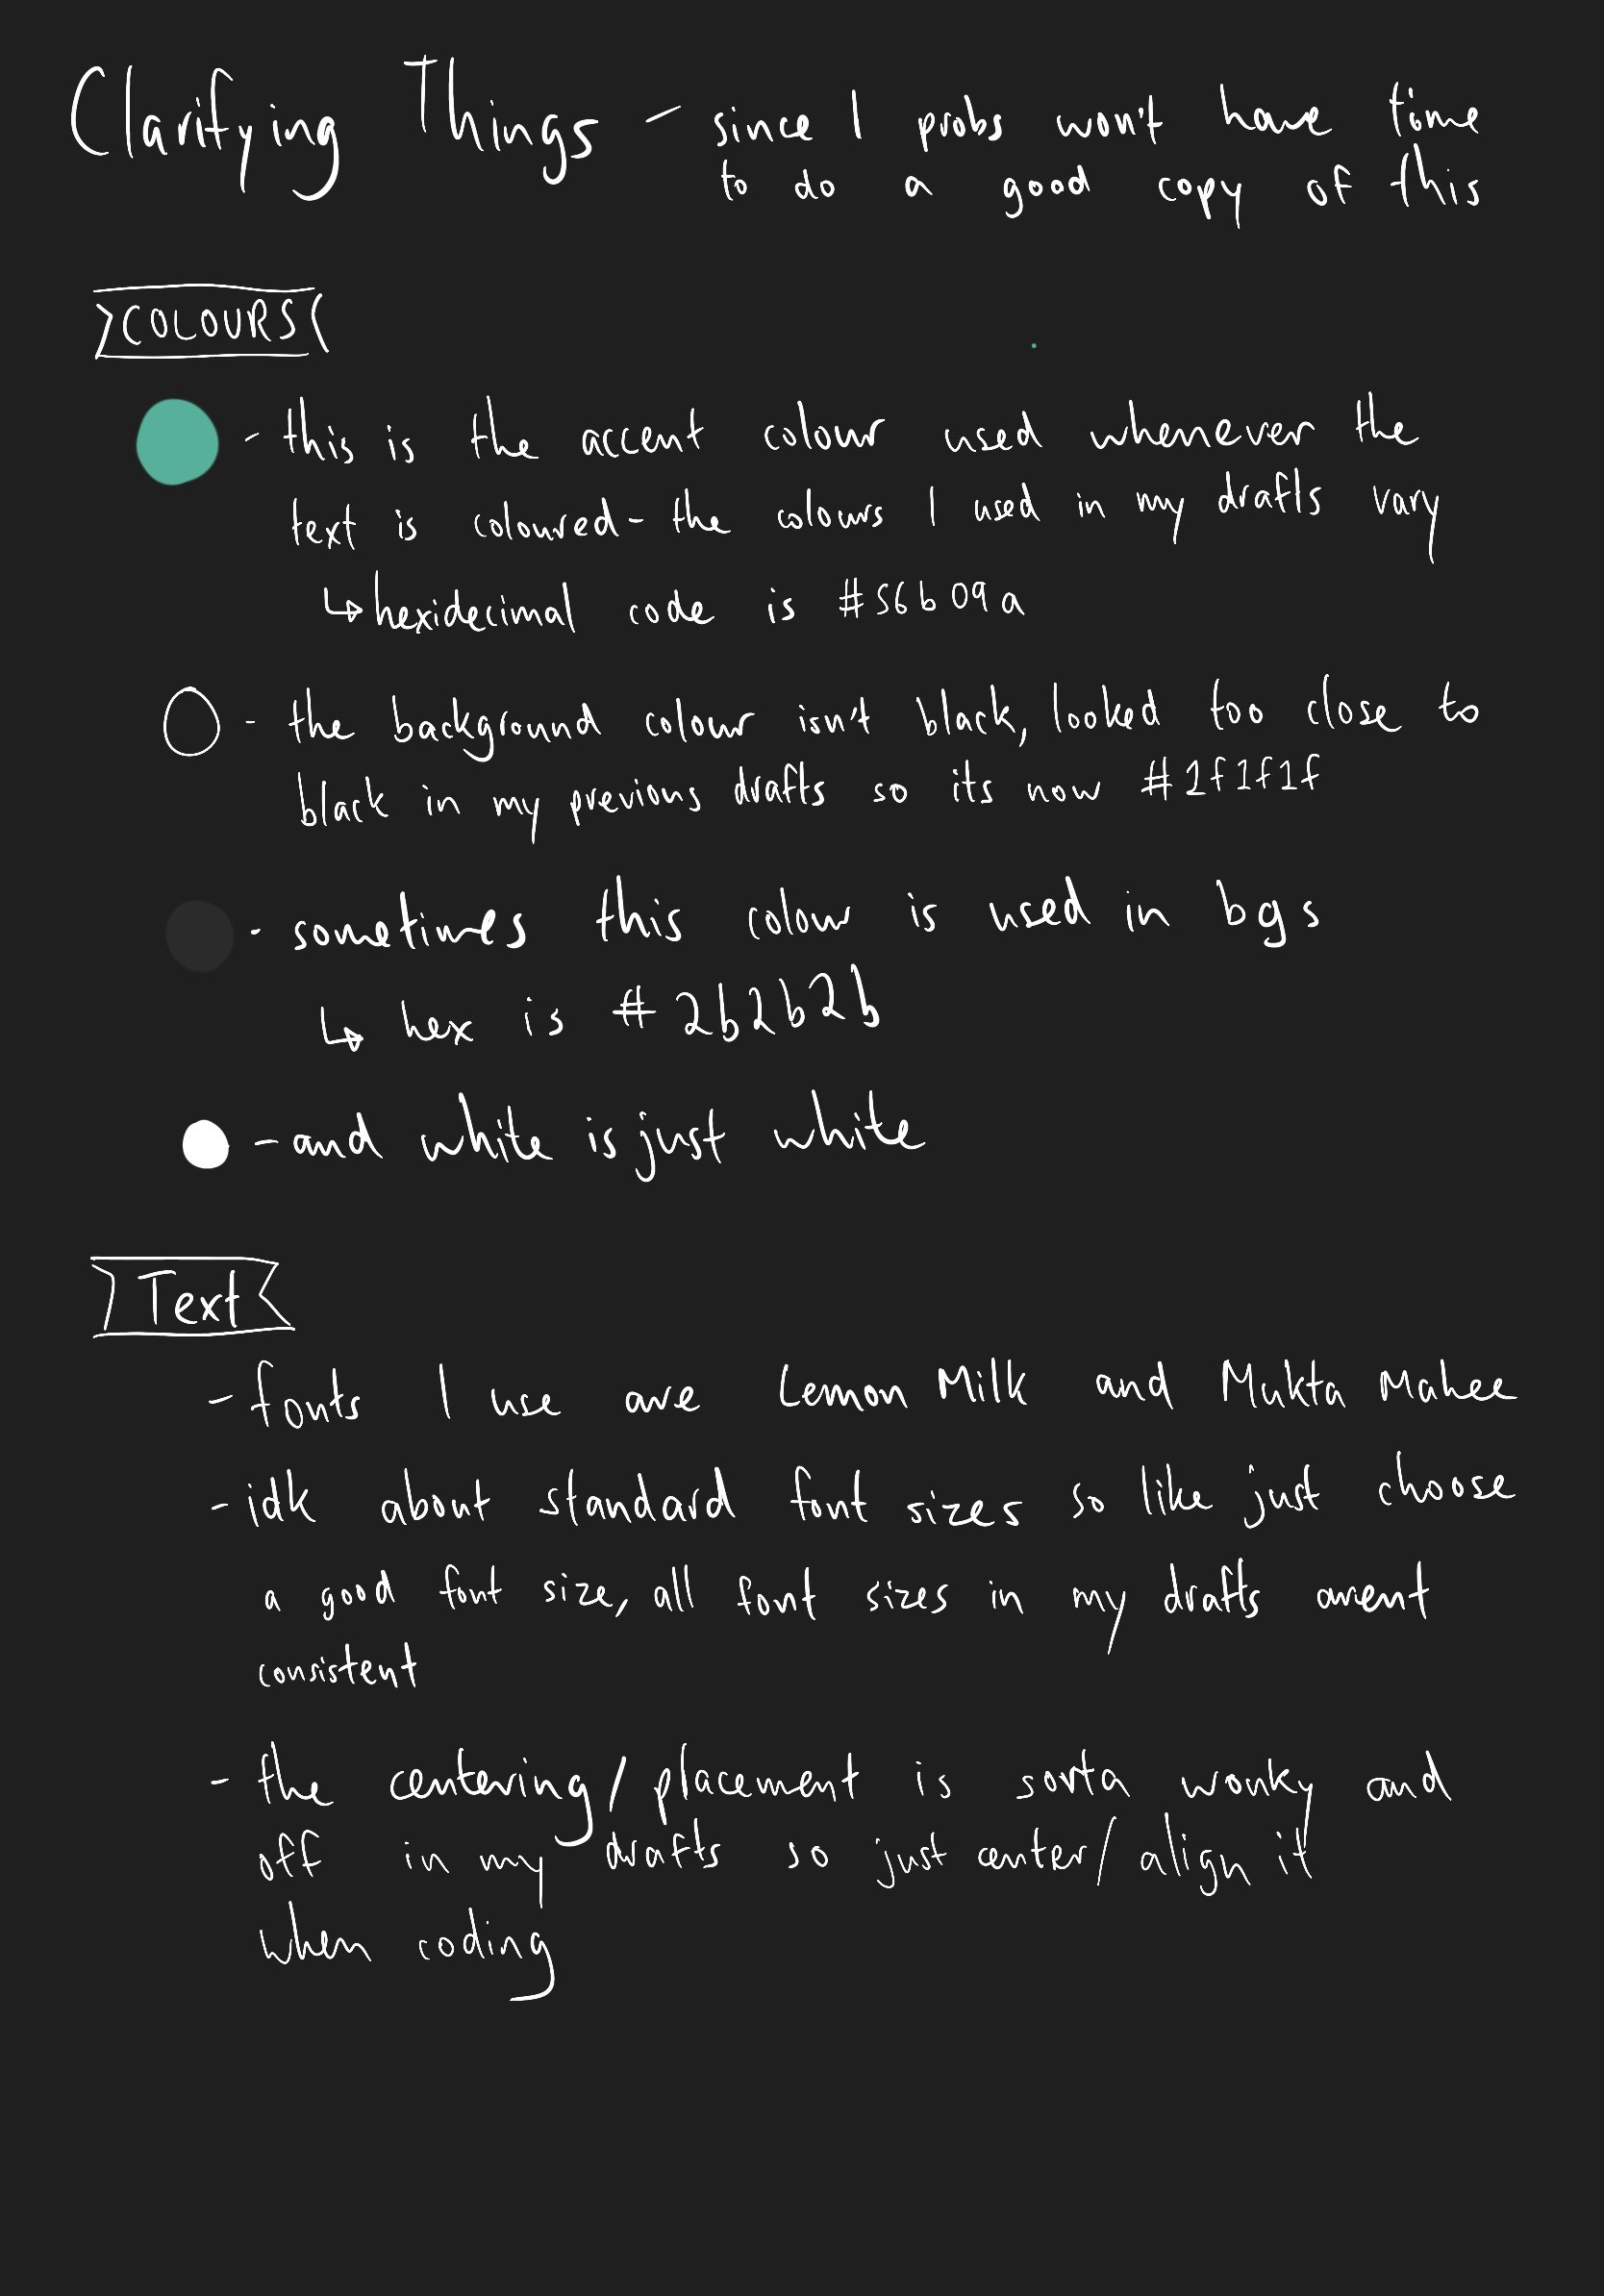 Clarifying Things - since I probs won't have time
to do a good copy of this
COLOURS
- this is the accent colour used whenever the
text is coloured - the colours I used in my drafts vary
↳ hexidecimal code is #56b09a
- the background colour isn't black, looked too close to
black in my previous drafts so its now #1f1f1f
- sometimes this colour is used in bgs
↳ hex is #2b2b2b
- and white is just white
Text
- fonts I use are Lemon Milk and Mukta Mahee
- idk about standard font sizes so like just choose
a good font size, all font sizes in my drafts arent
consistent
- the centering/placement is sorta wonky and
off in my drafts so just center/align it
when coding